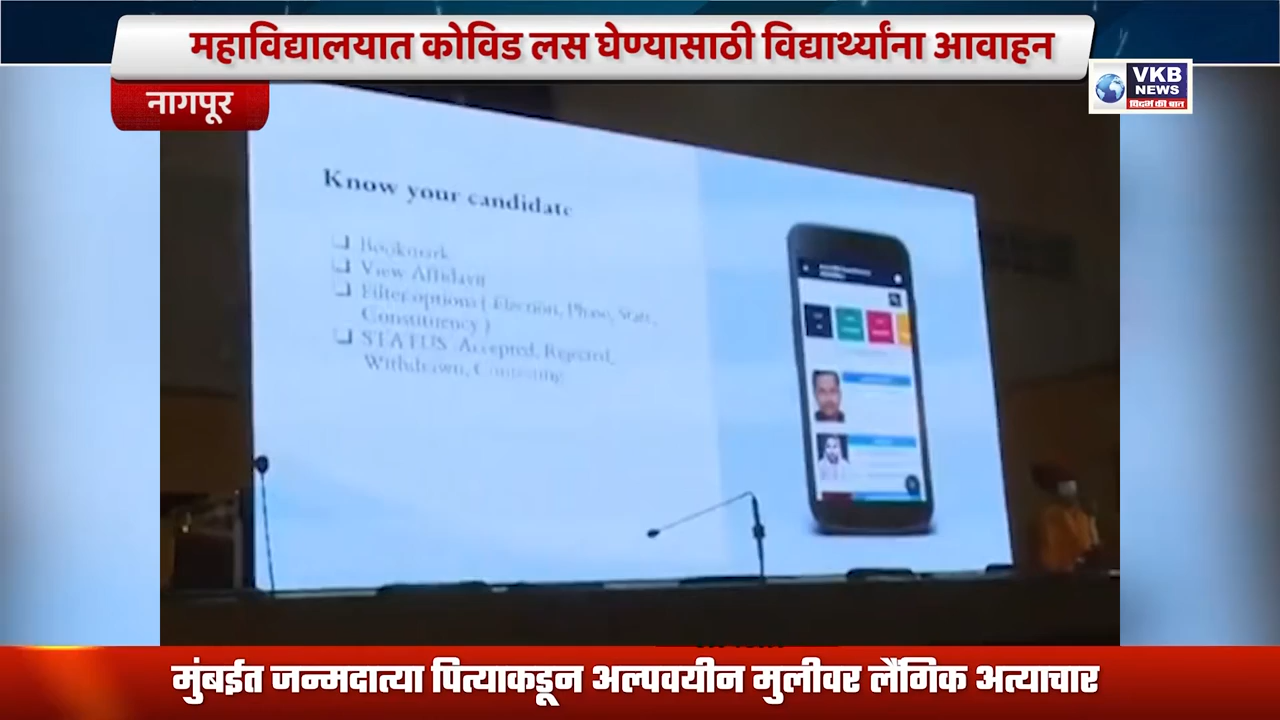 महाविद्यालयात कोविड लस घेण्यासाठी विद्यार्थ्यांना आवाहन
नागपूर
VKB
NEWS
विदर्भ की बात
Know your candidate
❑ Bookmark
❑ View Affidavit
❑ Filter options ( Election, Phase, State,
Constituency )
❑ STATUS Accepted, Rejected,
Withdrawn, Contesting
मुंबईत जन्मदात्या पित्याकडून अल्पवयीन मुलीवर लैंगिक अत्याचार